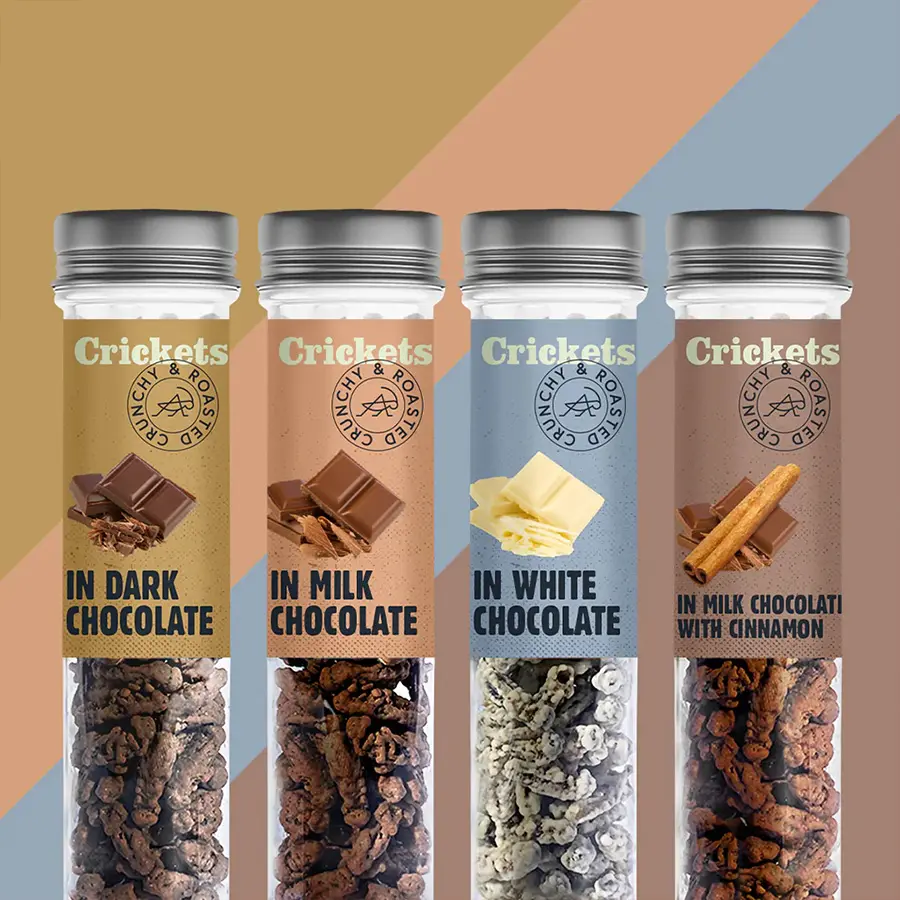 Crickets
CRUNCHY & ROASTED
IN DARK
CHOCOLATE
Crickets
CRUNCHY & ROASTED
IN MILK
CHOCOLATE
Crickets
CRUNCHY & ROASTED
IN WHITE
CHOCOLATE
Crickets
CRUNCHY & ROASTED
IN MILK CHOCOLATE
WITH CINNAMON